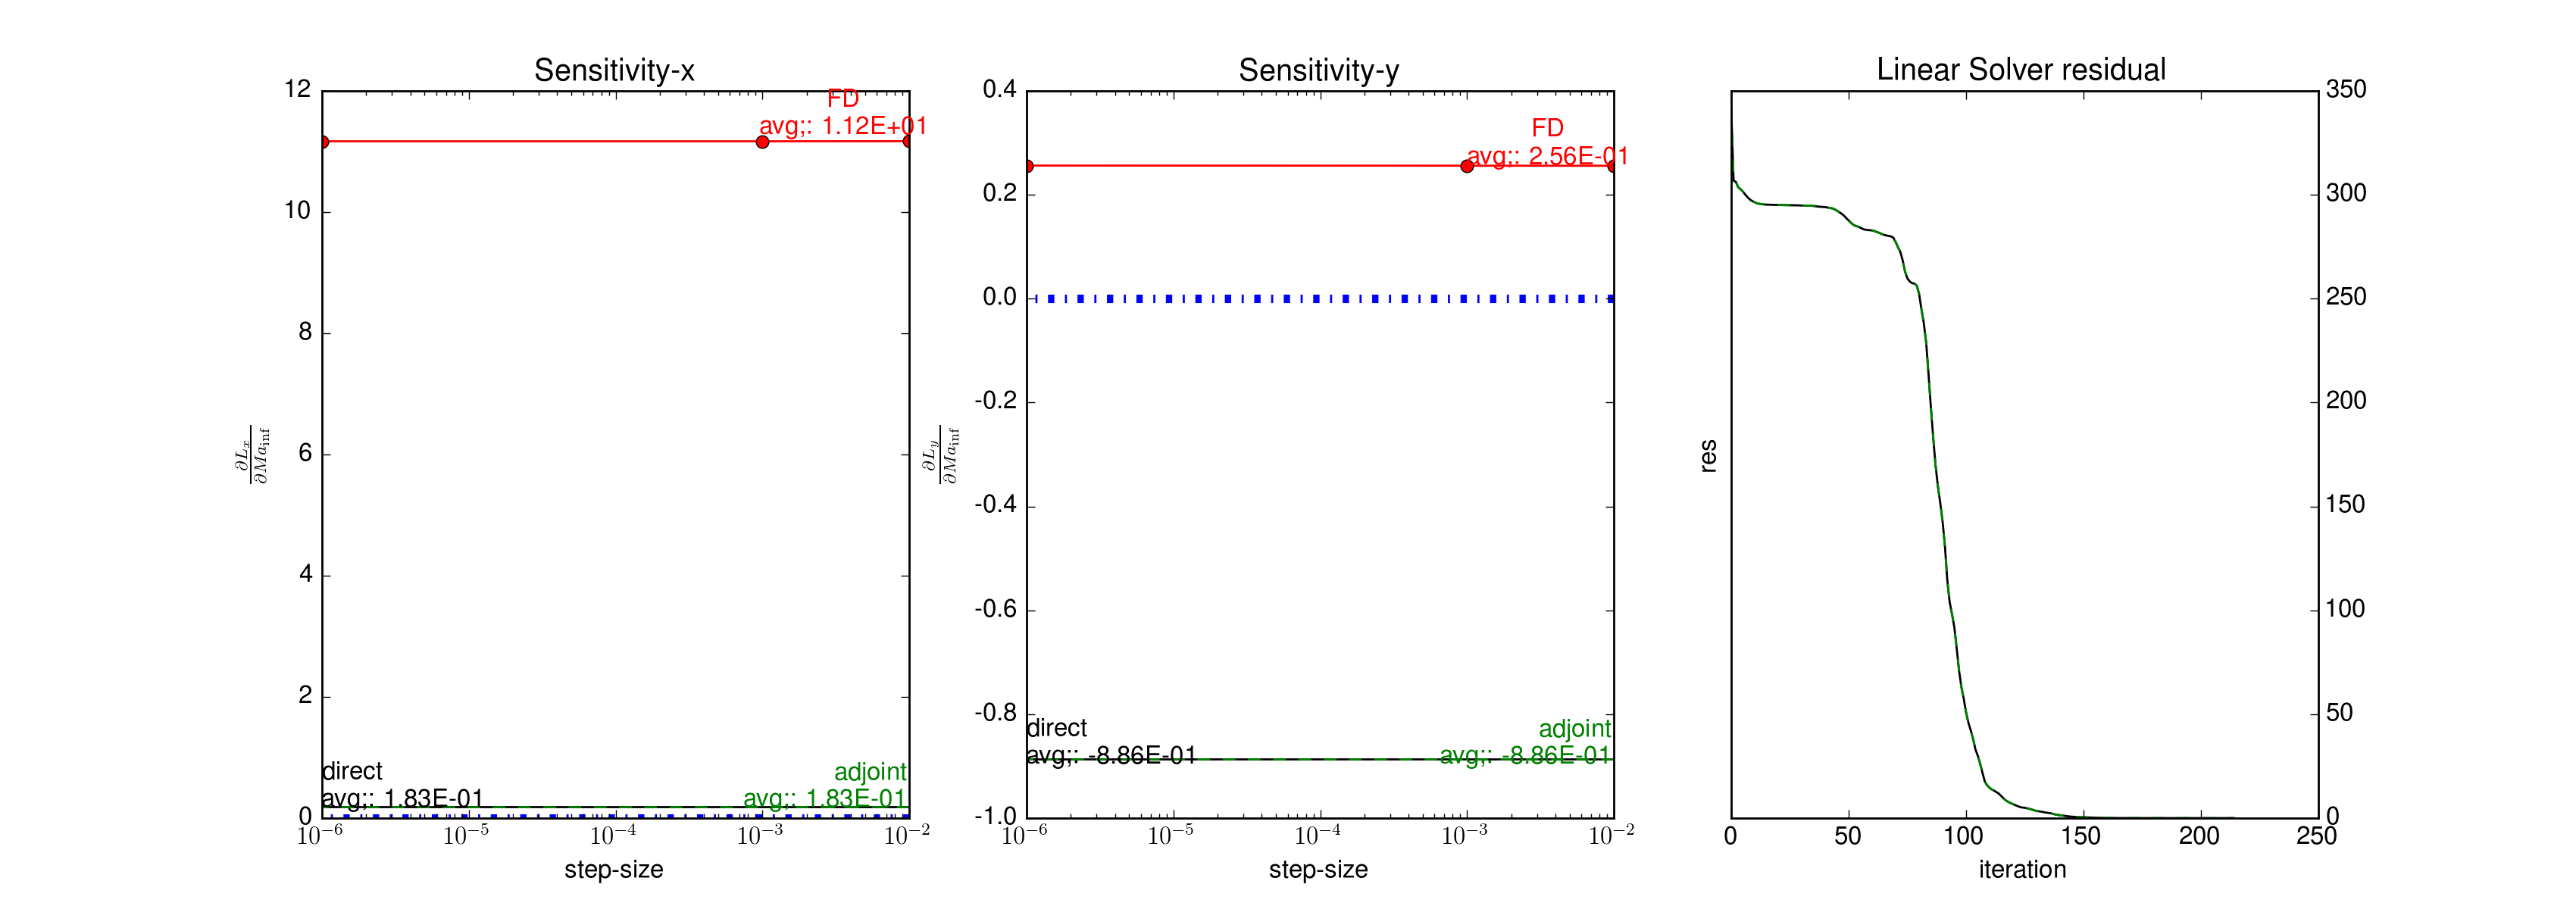 Sensitivity-x
12
10
8
6
4
2
0
∂L_x / ∂Ma_inf
FD
avg;: 1.12E+01
direct
avg;: 1.83E-01
adjoint
avg;: 1.83E-01
10^-6 10^-5 10^-4 10^-3 10^-2
step-size
Sensitivity-y
0.4
0.2
0.0
-0.2
-0.4
-0.6
-0.8
-1.0
∂L_y / ∂Ma_inf
FD
avg;: 2.56E-01
direct
avg;: -8.86E-01
adjoint
avg;: -8.86E-01
10^-6 10^-5 10^-4 10^-3 10^-2
step-size
Linear Solver residual
res
350
300
250
200
150
100
50
0
0 50 100 150 200 250
iteration